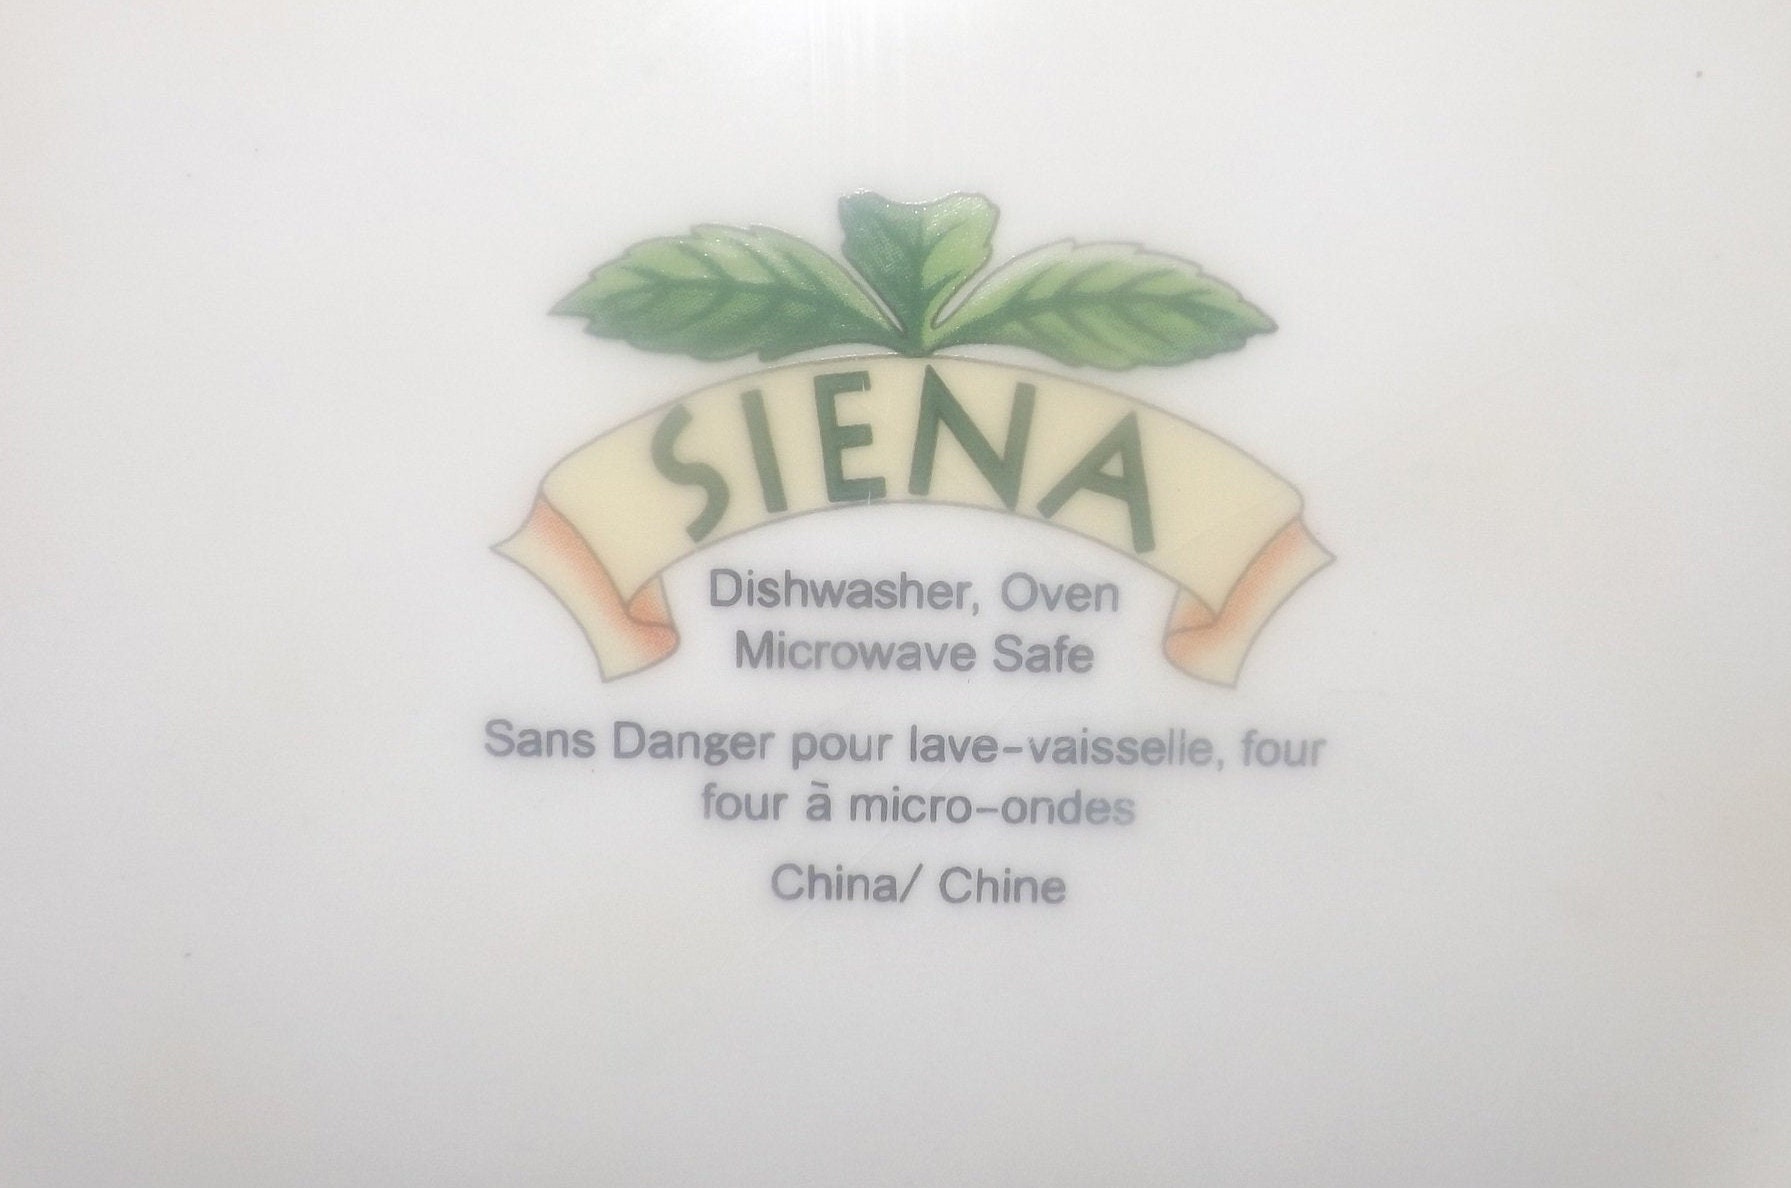 SIENA
Dishwasher, Oven
Microwave Safe
Sans Danger pour lave-vaisselle, four
four à micro-ondes
China/ Chine